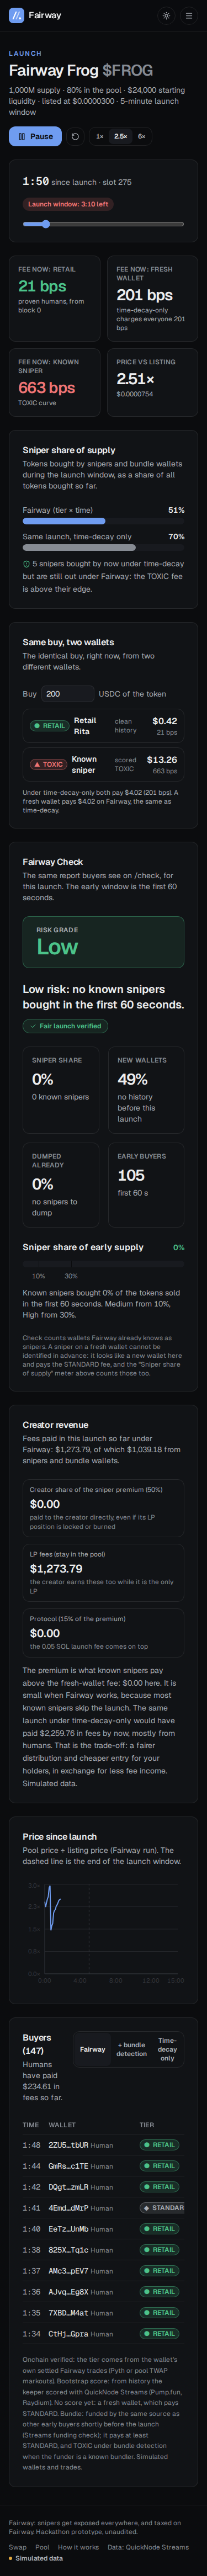 Fairway
LAUNCH
Fairway Frog $FROG
1,000M supply · 80% in the pool · $24,000 starting
liquidity · listed at $0.0000300 · 5-minute launch
window
Pause
1×
2.5×
6×
1:50 since launch · slot 275
Launch window: 3:10 left
FEE NOW: RETAIL
21 bps
proven humans, from
block 0
FEE NOW: FRESH
WALLET
201 bps
time-decay-only
charges everyone 201
bps
FEE NOW: KNOWN
SNIPER
663 bps
TOXIC curve
PRICE VS LISTING
2.51×
$0.0000754
Sniper share of supply
Tokens bought by snipers and bundle wallets
during the launch window, as a share of all
tokens bought so far.
Fairway (tier × time) 51%
Same launch, time-decay only 70%
5 snipers bought by now under time-decay
but are still out under Fairway: the TOXIC fee
is above their edge.
Same buy, two wallets
The identical buy, right now, from two
different wallets.
Buy 200 USDC of the token
RETAIL
Retail
Rita
clean
history
$0.42
21 bps
TOXIC
Known
sniper
scored
TOXIC
$13.26
663 bps
Under time-decay-only both pay $4.02 (201 bps). A
fresh wallet pays $4.02 on Fairway, the same as
time-decay.
Fairway Check
The same report buyers see on /check, for
this launch. The early window is the first 60
seconds.
RISK GRADE
Low
Low risk: no known snipers
bought in the first 60 seconds.
Fair launch verified
SNIPER SHARE
0%
0 known snipers
NEW WALLETS
49%
no history
before this
launch
DUMPED
ALREADY
0%
no snipers to
dump
EARLY BUYERS
105
first 60 s
Sniper share of early supply 0%
10% 30%
Known snipers bought 0% of the tokens sold
in the first 60 seconds. Medium from 10%,
High from 30%.
Check counts wallets Fairway already knows as
snipers. A sniper on a fresh wallet cannot be
identified in advance: it looks like a new wallet here
and pays the STANDARD fee, and the "Sniper share
of supply" meter above counts those too.
Creator revenue
Fees paid in this launch so far under
Fairway: $1,273.79, of which $1,039.18 from
snipers and bundle wallets.
Creator share of the sniper premium (50%)
$0.00
paid to the creator directly, even if its LP
position is locked or burned
LP fees (stay in the pool)
$1,273.79
the creator earns these too while it is the only
LP
Protocol (15% of the premium)
$0.00
the 0.05 SOL launch fee comes on top
The premium is what known snipers pay
above the fresh-wallet fee: $0.00 here. It is
small when Fairway works, because most
known snipers skip the launch. The same
launch under time-decay-only would have
paid $2,259.76 in fees by now, mostly from
humans. That is the trade-off: a fairer
distribution and cheaper entry for your
holders, in exchange for less fee income.
Simulated data.
Price since launch
Pool price ÷ listing price (Fairway run). The
dashed line is the end of the launch window.
0:00 4:00 8:00 12:00 15:00
Buyers
(147)
Humans
have paid
$234.61 in
fees so far.
Fairway
+ bundle
detection
Time-
decay
only
TIME WALLET TIER
1:48 2ZU5…tbUR Human RETAIL
1:44 GmRs…c1TE Human RETAIL
1:42 DQgt…zmLR Human RETAIL
1:41 4Emd…dMrP Human STANDAR
1:40 EeTz…UnMb Human RETAIL
1:38 825X…Tq1c Human RETAIL
1:37 AMc3…pEV7 Human RETAIL
1:36 AJvq…Eg8X Human RETAIL
1:35 7XBD…M4at Human RETAIL
1:34 CtHj…Gpra Human RETAIL
Onchain verified: the tier comes from the wallet's
own settled Fairway trades (Pyth or pool TWAP
markouts). Bootstrap score: from history the
keeper scored with QuickNode Streams (Pump.fun,
Raydium). No score yet: a fresh wallet, which pays
STANDARD. Bundle: funded by the same source as
other early buyers shortly before the launch
(Streams funding check); it pays at least
STANDARD, and TOXIC under bundle detection
when the funder is a known bundler. Simulated
wallets and trades.
Fairway: snipers get exposed everywhere, and taxed on
Fairway. Hackathon prototype, unaudited.
Swap Pool How it works Data: QuickNode Streams
Simulated data